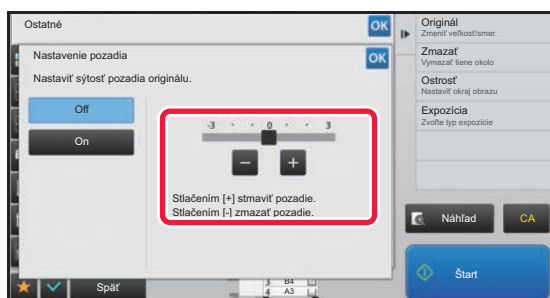 Ostatné
OK
Nastavenie pozadia
OK
Nastaviť sýtosť pozadia originálu.
Off
On
-3 0 3
Stlačením [+] stmaviť pozadie.
Stlačením [-] zmazať pozadie.
Späť
3 B4
4 A3
Originál
Zmeniť veľkosť/smer.
Zmazať
Vymazať tiene okolo
Ostrosť
Nastaviť okraj obrazu
Expozícia
Zvoľte typ expozície
Náhľad
CA
Štart